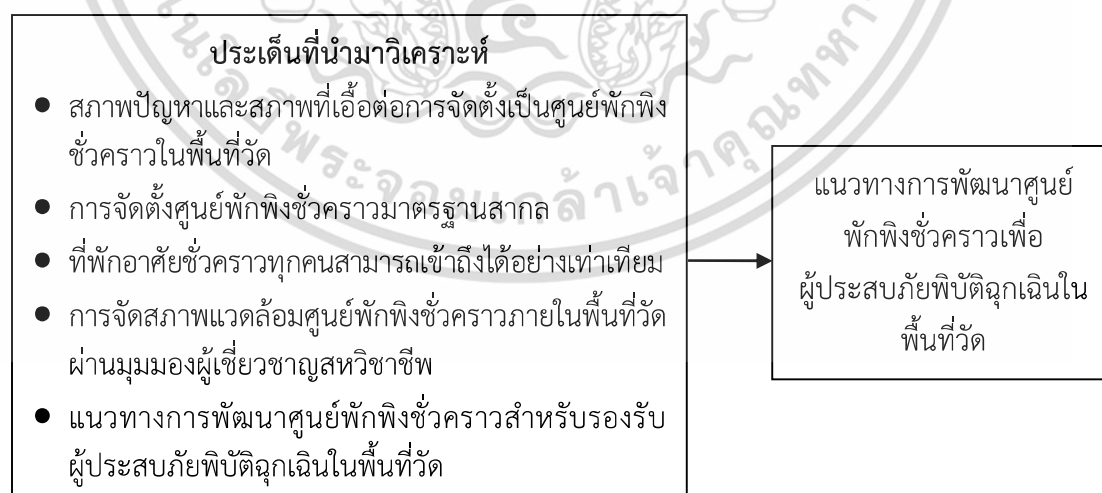 ประเด็นที่นำมาวิเคราะห์
● สภาพปัญหาและสภาพที่เอื้อต่อการจัดตั้งเป็นศูนย์พักพิง
ชั่วคราวในพื้นที่วัด
● การจัดตั้งศูนย์พักพิงชั่วคราวมาตรฐานสากล
● ที่พักอาศัยชั่วคราวทุกคนสามารถเข้าถึงได้อย่างเท่าเทียม
● การจัดสภาพแวดล้อมศูนย์พักพิงชั่วคราวภายในพื้นที่วัด
ผ่านมุมมองผู้เชี่ยวชาญสหวิชาชีพ
● แนวทางการพัฒนาศูนย์พักพิงชั่วคราวสำหรับรองรับ
ผู้ประสบภัยพิบัติฉุกเฉินในพื้นที่วัด
แนวทางการพัฒนาศูนย์
พักพิงชั่วคราวเพื่อ
ผู้ประสบภัยพิบัติฉุกเฉินใน
พื้นที่วัด